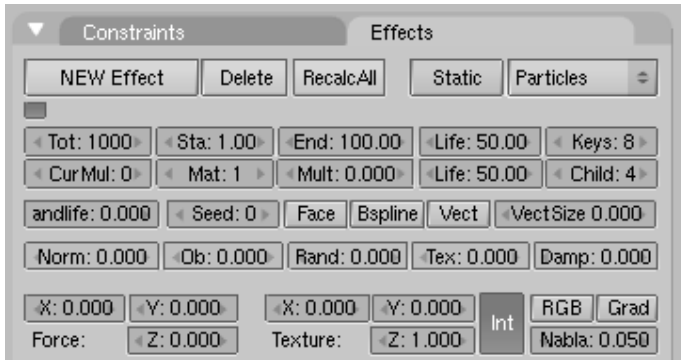 Constraints Effects
NEW Effect Delete RecalcAll Static Particles
Tot: 1000 Sta: 1.00 End: 100.00 Life: 50.00 Keys: 8
CurMul: 0 Mat: 1 Mult: 0.000 Life: 50.00 Child: 4
andlife: 0.000 Seed: 0 Face Bspline Vect VectSize 0.000
Norm: 0.000 Ob: 0.000 Rand: 0.000 Tex: 0.000 Damp: 0.000
X: 0.000 Y: 0.000 X: 0.000 Y: 0.000 Int RGB Grad
Force: Z: 0.000 Texture: Z: 1.000 Nabla: 0.050